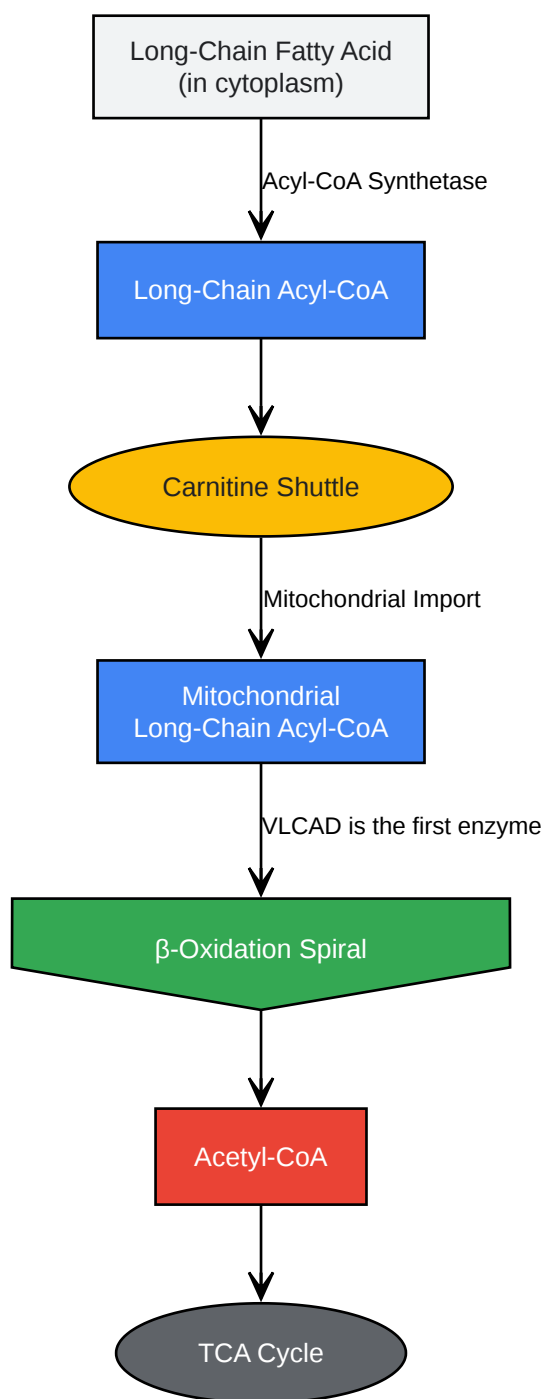 Long-Chain Fatty Acid
(in cytoplasm)
Acyl-CoA Synthetase
Long-Chain Acyl-CoA
Carnitine Shuttle
Mitochondrial Import
Mitochondrial
Long-Chain Acyl-CoA
VLCAD is the first enzyme
β-Oxidation Spiral
Acetyl-CoA
TCA Cycle